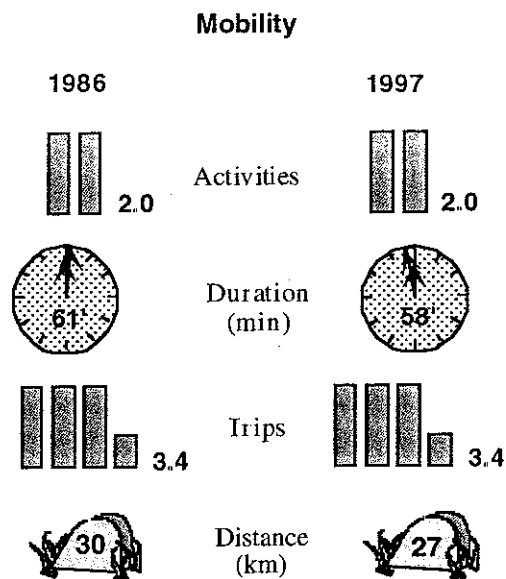 Mobility
1986 1997
Activities
2.0 2.0
Duration
(min)
61' 58'
Trips
3.4 3.4
Distance
(km)
30 27